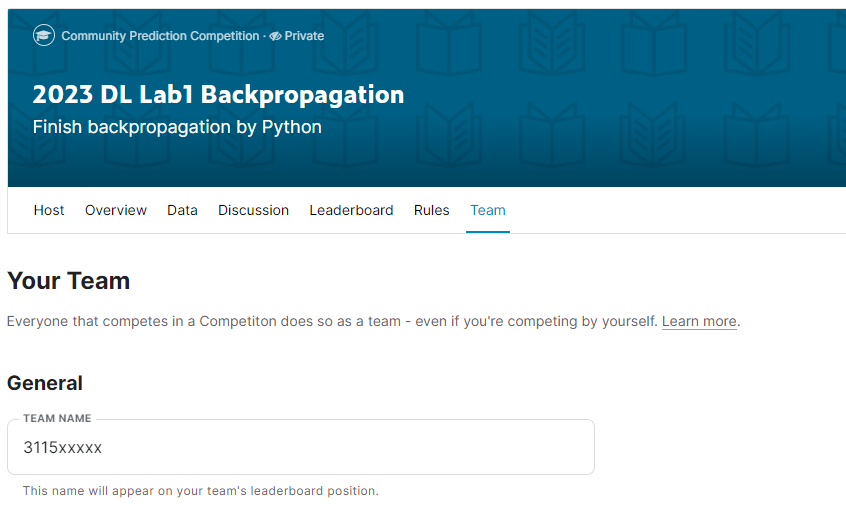 Community Prediction Competition · Private
2023 DL Lab1 Backpropagation
Finish backpropagation by Python
Host Overview Data Discussion Leaderboard Rules Team
Your Team
Everyone that competes in a Competiton does so as a team - even if you're competing by yourself. Learn more.
General
TEAM NAME
3115xxxxx
This name will appear on your team's leaderboard position.